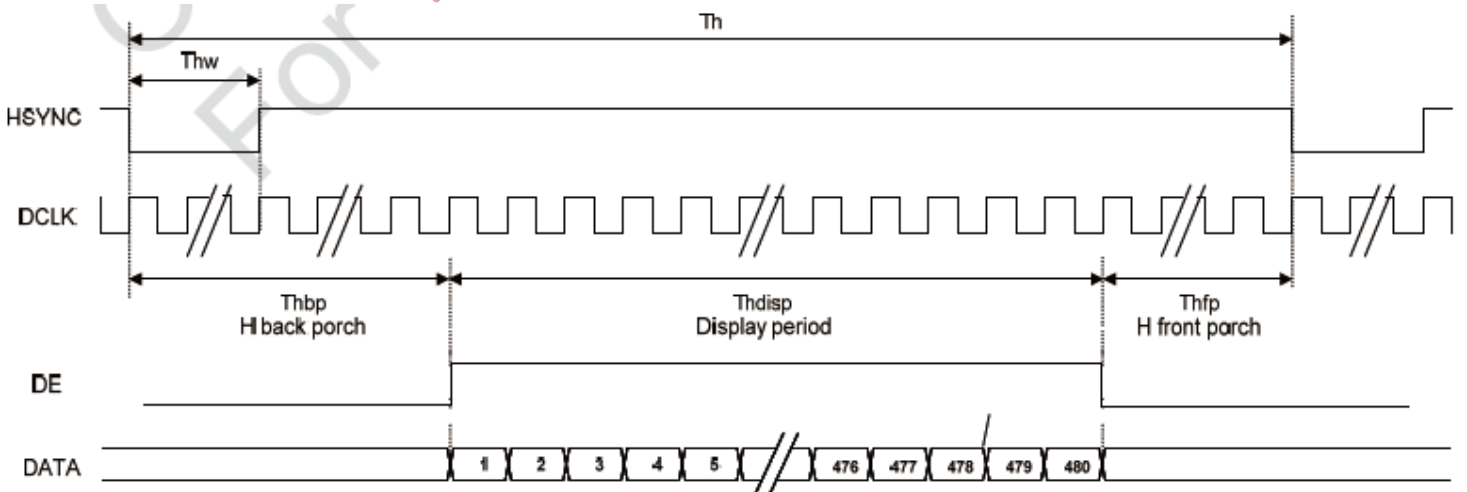 Th
Thw
HSYNC
DCLK
Thbp
H back porch
Thdisp
Display period
Thfp
H front porch
DE
DATA 1 2 3 4 5 476 477 478 479 480
For